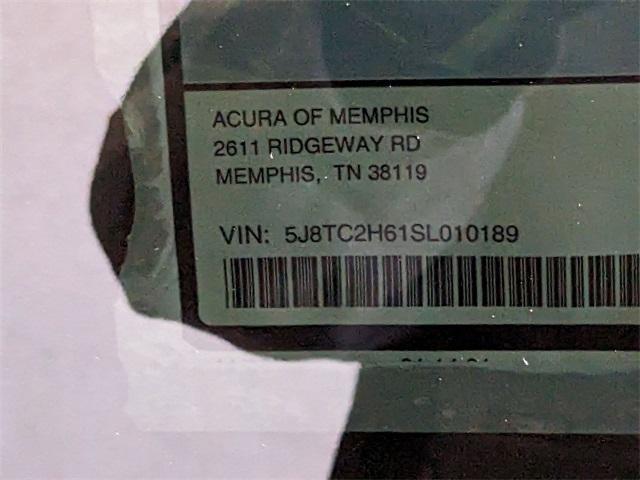 ACURA OF MEMPHIS
2611 RIDGEWAY RD
MEMPHIS, TN 38119
VIN: 5J8TC2H61SL010189